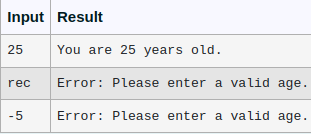 Input Result
25 You are 25 years old.
rec Error: Please enter a valid age.
-5 Error: Please enter a valid age.